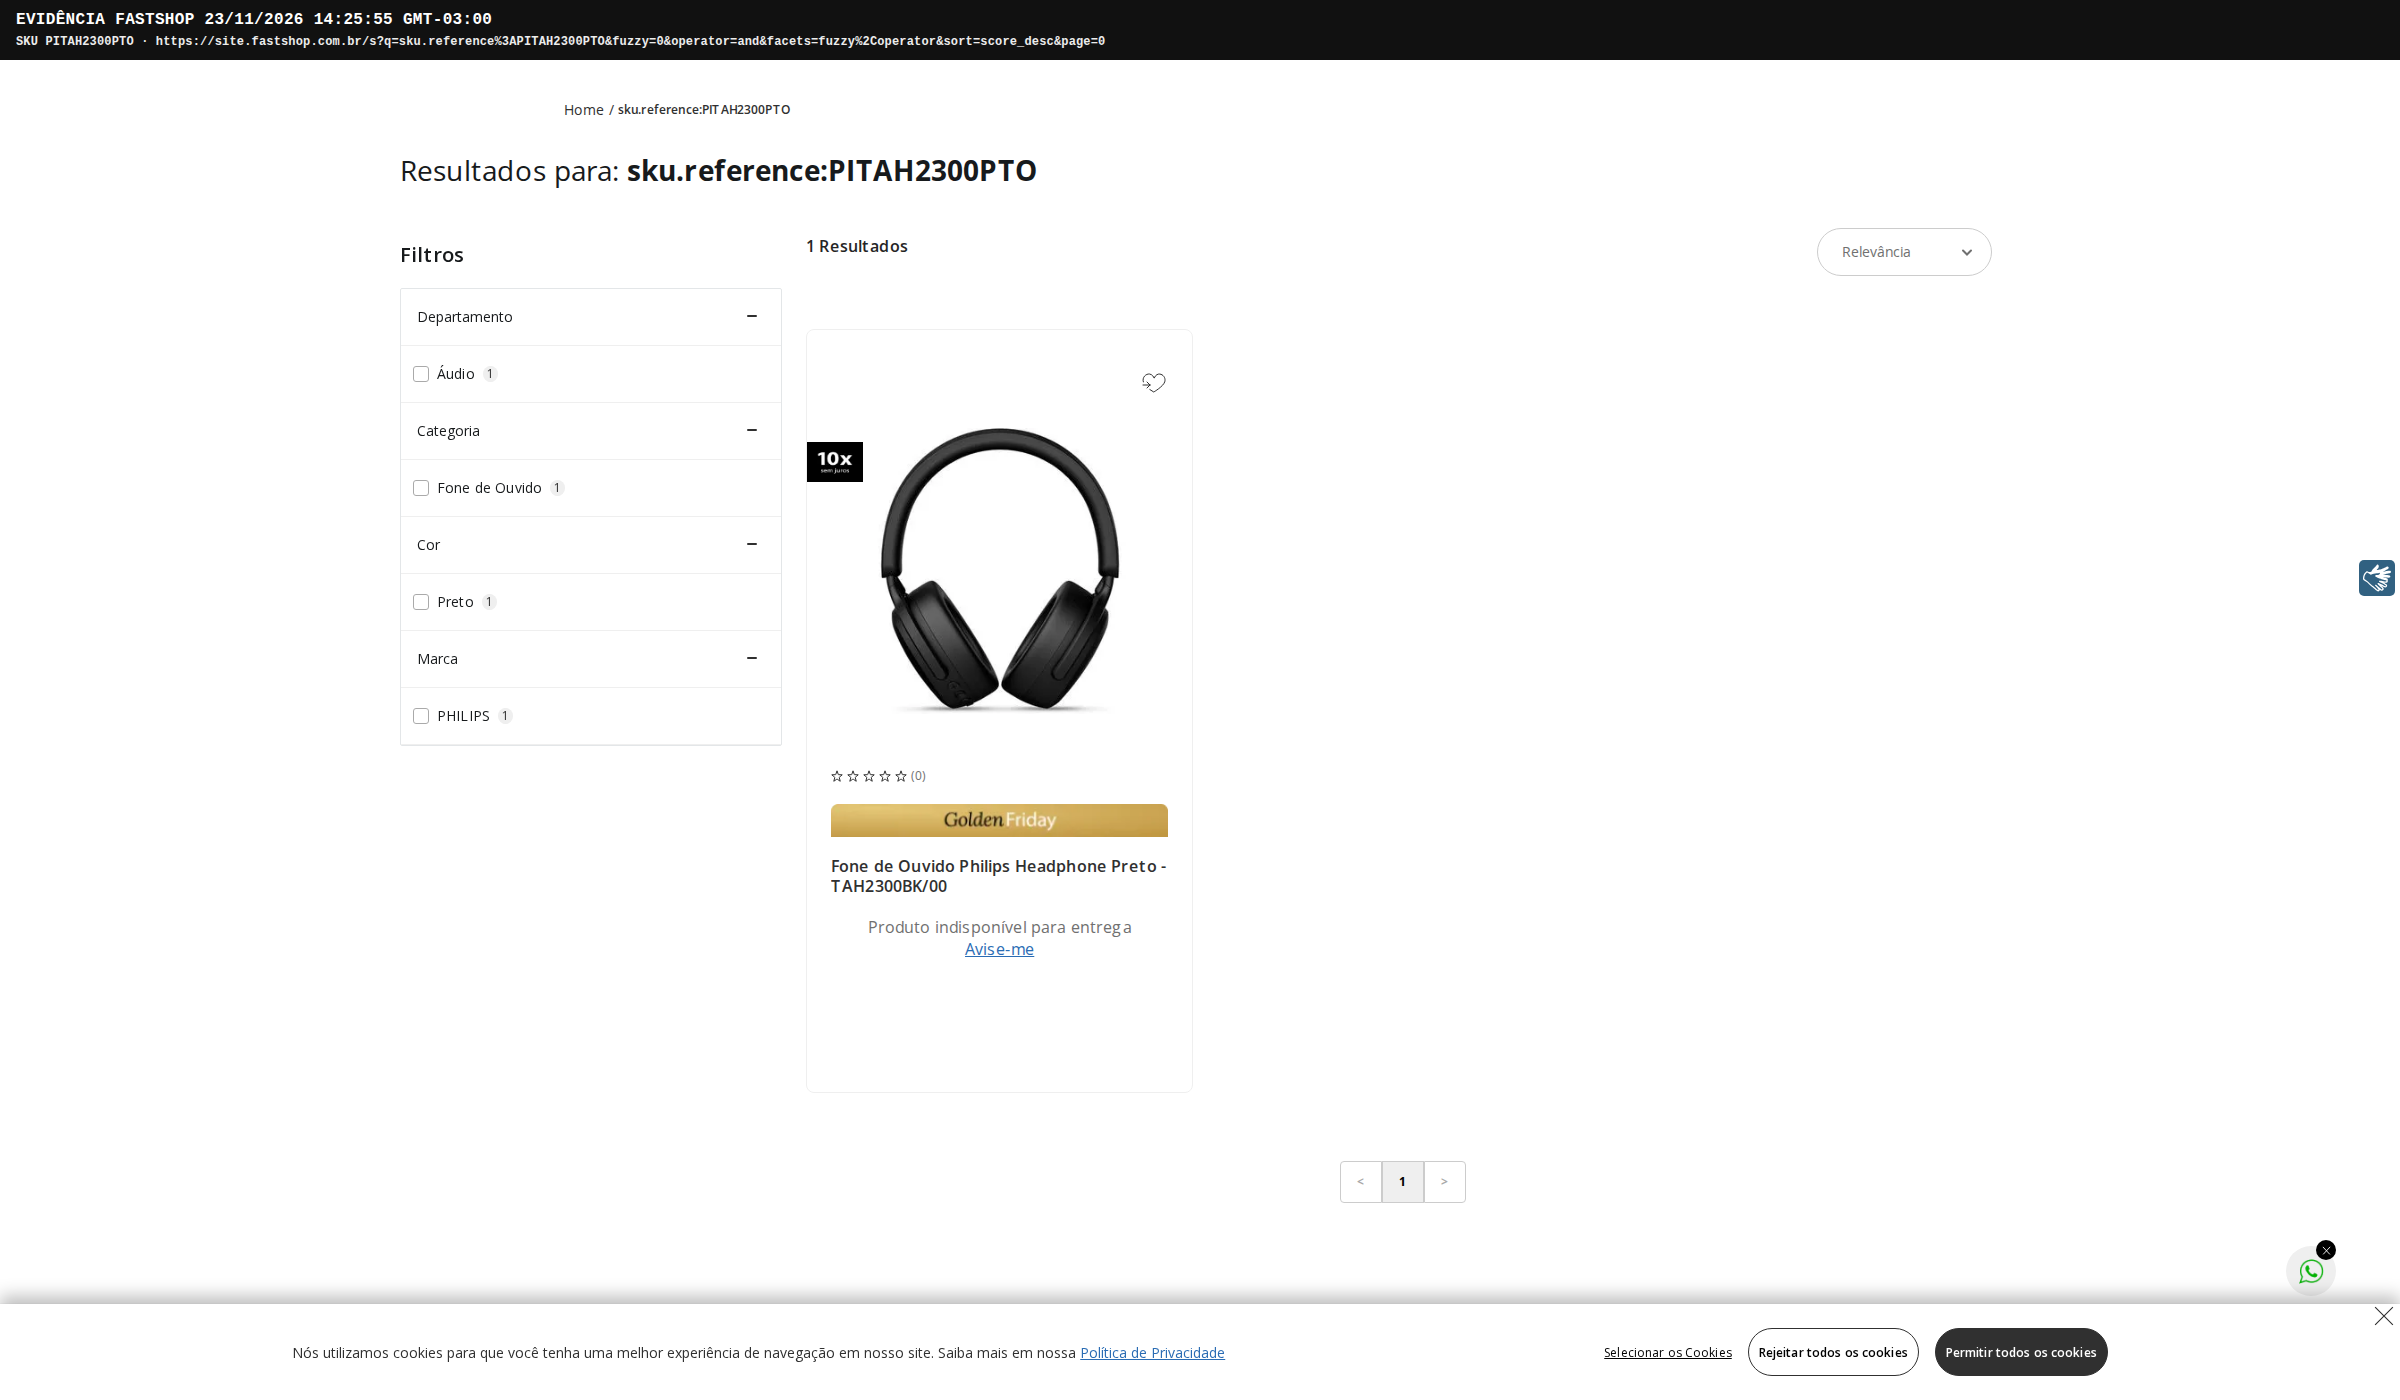 EVIDÊNCIA FASTSHOP 23/11/2026 14:25:55 GMT-03:00
SKU PITAH2300PTO · https://site.fastshop.com.br/s?q=sku.reference%3APITAH2300PTO&fuzzy=0&operator=and&facets=fuzzy%2Coperator&sort=score_desc&page=0
Home / sku.reference:PITAH2300PTO
Resultados para: sku.reference:PITAH2300PTO
Filtros
1 Resultados
Relevância
Departamento
Áudio 1
Categoria
Fone de Ouvido 1
Cor
Preto 1
Marca
PHILIPS 1
10x
sem juros
(0)
Golden Friday
Fone de Ouvido Philips Headphone Preto -
TAH2300BK/00
Produto indisponível para entrega
Avise-me
< 1 >
Nós utilizamos cookies para que você tenha uma melhor experiência de navegação em nosso site. Saiba mais em nossa Política de Privacidade
Selecionar os Cookies
Rejeitar todos os cookies
Permitir todos os cookies